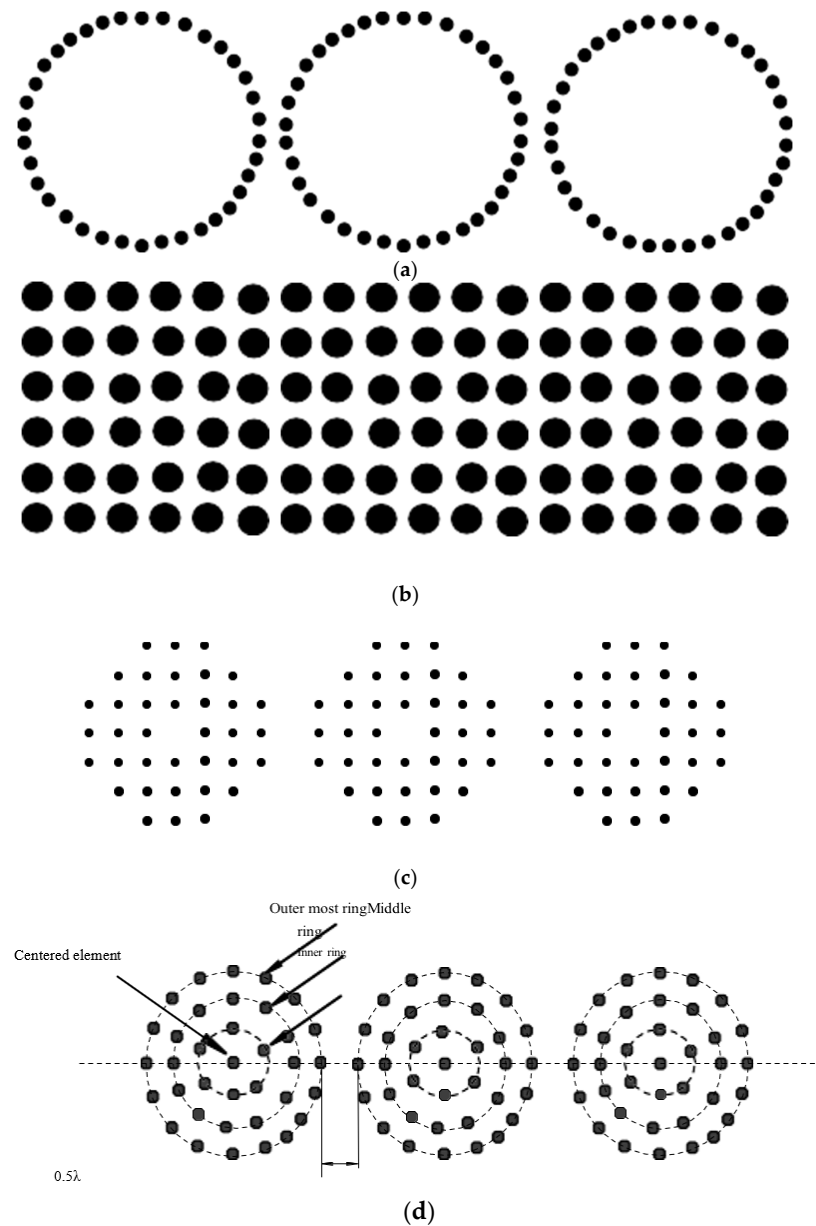 (a)
(b)
(c)
Outer most ringMiddle
ring
Inner ring
Centered element
0.5λ
(d)